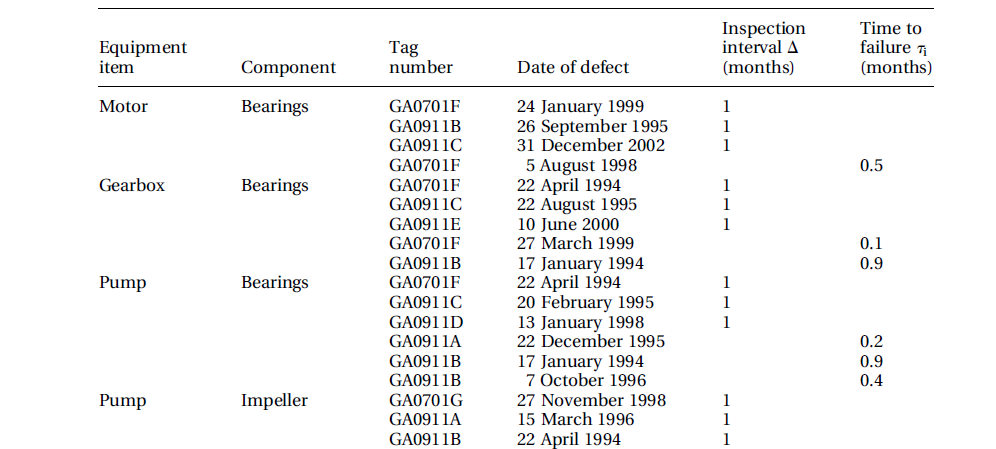 Inspection Time to
Equipment Tag interval Δ failure τi
item Component number Date of defect (months) (months)
Motor Bearings GA0701F 24 January 1999 1
GA0911B 26 September 1995 1
GA0911C 31 December 2002 1
GA0701F 5 August 1998 0.5
Gearbox Bearings GA0701F 22 April 1994 1
GA0911C 22 August 1995 1
GA0911E 10 June 2000 1
GA0701F 27 March 1999 0.1
GA0911B 17 January 1994 0.9
Pump Bearings GA0701F 22 April 1994 1
GA0911C 20 February 1995 1
GA0911D 13 January 1998 1
GA0911A 22 December 1995 0.2
GA0911B 17 January 1994 0.9
GA0911B 7 October 1996 0.4
Pump Impeller GA0701G 27 November 1998 1
GA0911A 15 March 1996 1
GA0911B 22 April 1994 1